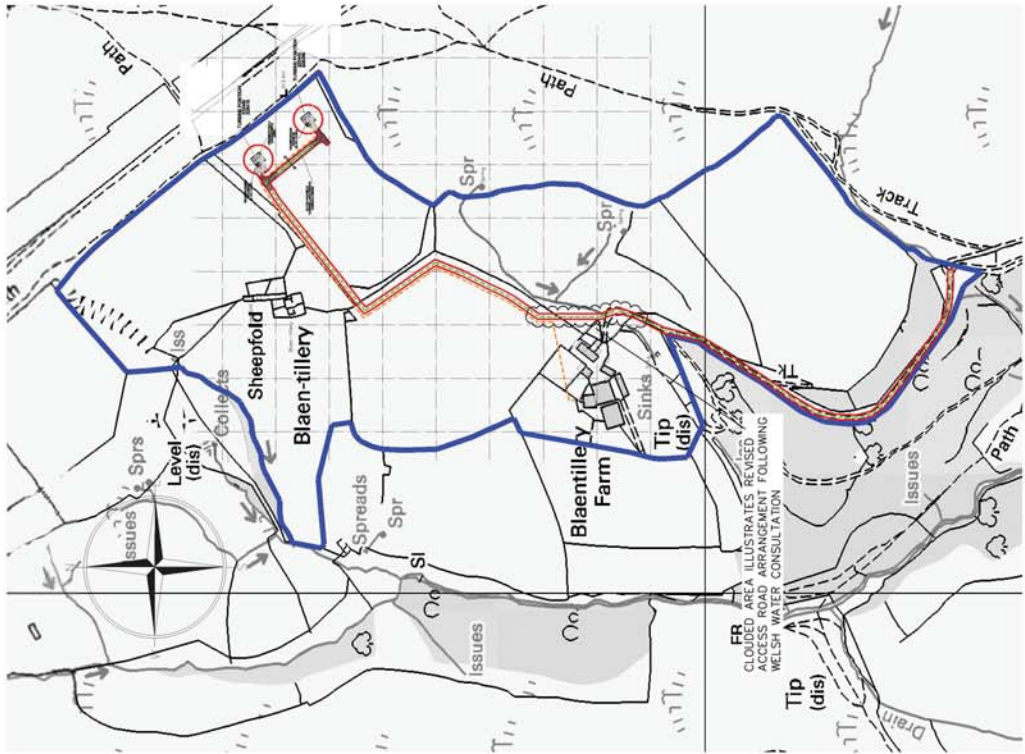 Path
Path
Spr
Spr
Track
Iss
Collects
Sheepfold
Blaen-tillery
Level
(dis)
Sprs
Issues
Spreads
Spr
Sl
Issues
Blaentillery
Farm
Sinks
Tip
(dis)
Tk
Issues
Path
FR
CLOUDED AREA ILLUSTRATES REVISED
ACCESS ROAD ARRANGEMENT FOLLOWING
WELSH WATER CONSULTATION
Tip
(dis)
Drain